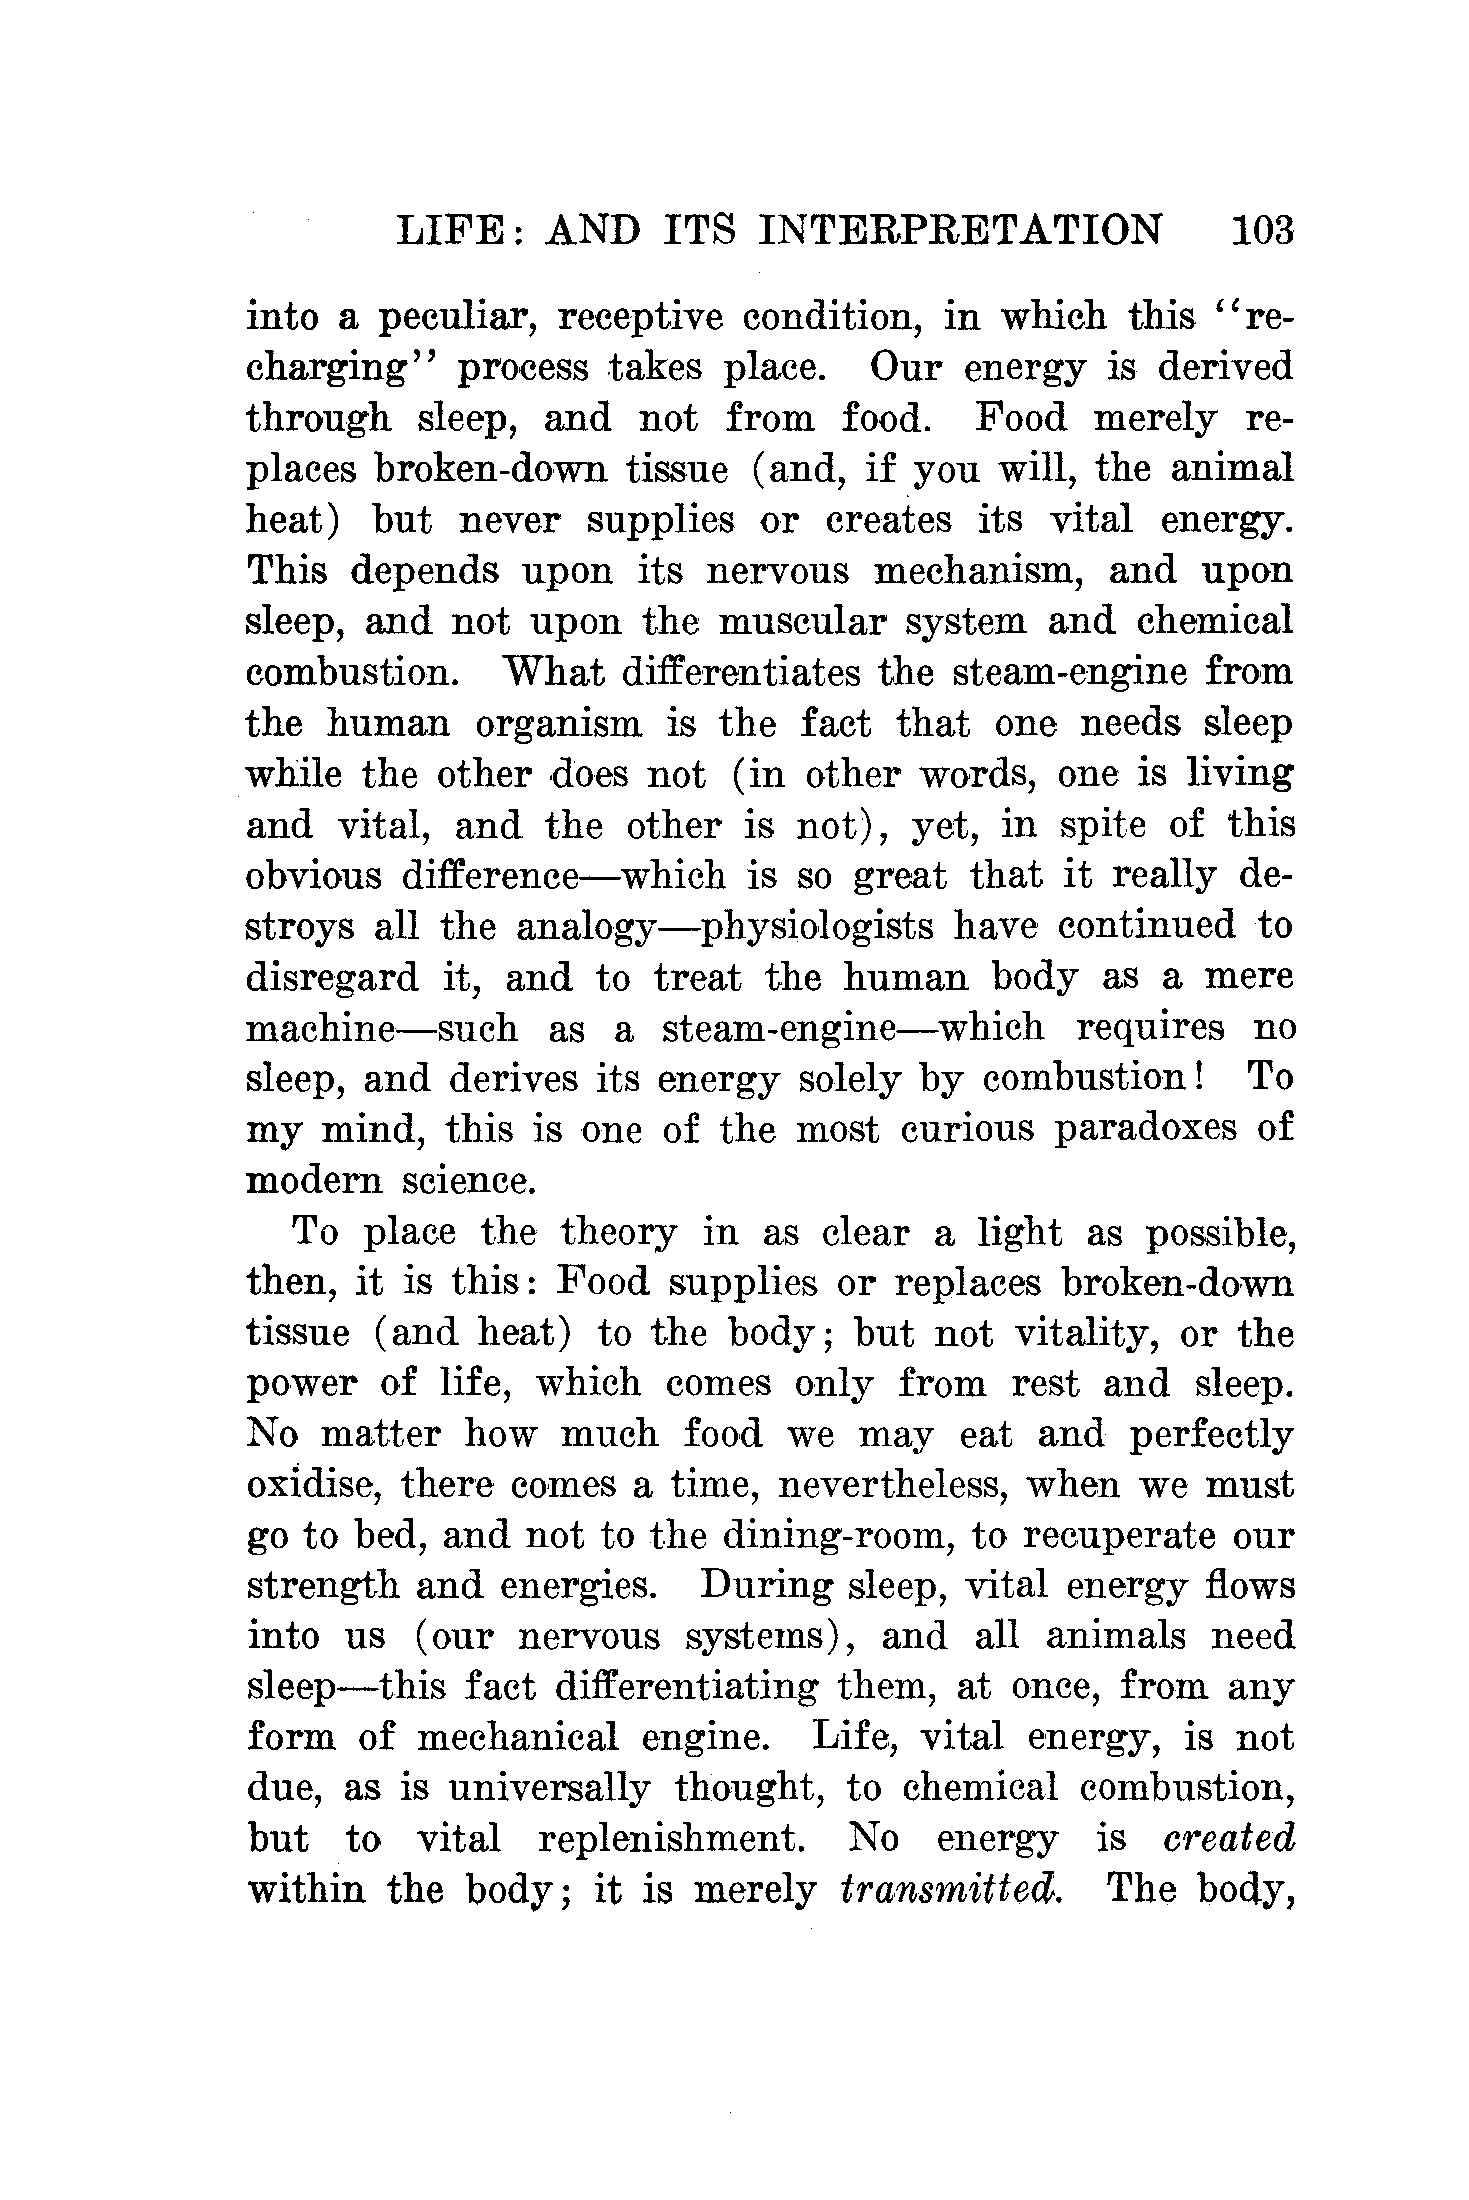 LIFE: AND ITS INTERPRETATION 103
into a peculiar, receptive condition, in which this "re-
charging" process takes place. Our energy is derived
through sleep, and not from food. Food merely re-
places broken-down tissue (and, if you will, the animal
heat) but never supplies or creates its vital energy.
This depends upon its nervous mechanism, and upon
sleep, and not upon the muscular system and chemical
combustion. What differentiates the steam-engine from
the human organism is the fact that one needs sleep
while the other does not (in other words, one is living
and vital, and the other is not), yet, in spite of this
obvious difference—which is so great that it really de-
stroys all the analogy—physiologists have continued to
disregard it, and to treat the human body as a mere
machine—such as a steam-engine—which requires no
sleep, and derives its energy solely by combustion! To
my mind, this is one of the most curious paradoxes of
modern science.
To place the theory in as clear a light as possible,
then, it is this: Food supplies or replaces broken-down
tissue (and heat) to the body; but not vitality, or the
power of life, which comes only from rest and sleep.
No matter how much food we may eat and perfectly
oxidise, there comes a time, nevertheless, when we must
go to bed, and not to the dining-room, to recuperate our
strength and energies. During sleep, vital energy flows
into us (our nervous systems), and all animals need
sleep—this fact differentiating them, at once, from any
form of mechanical engine. Life, vital energy, is not
due, as is universally thought, to chemical combustion,
but to vital replenishment. No energy is created
within the body; it is merely transmitted. The body,